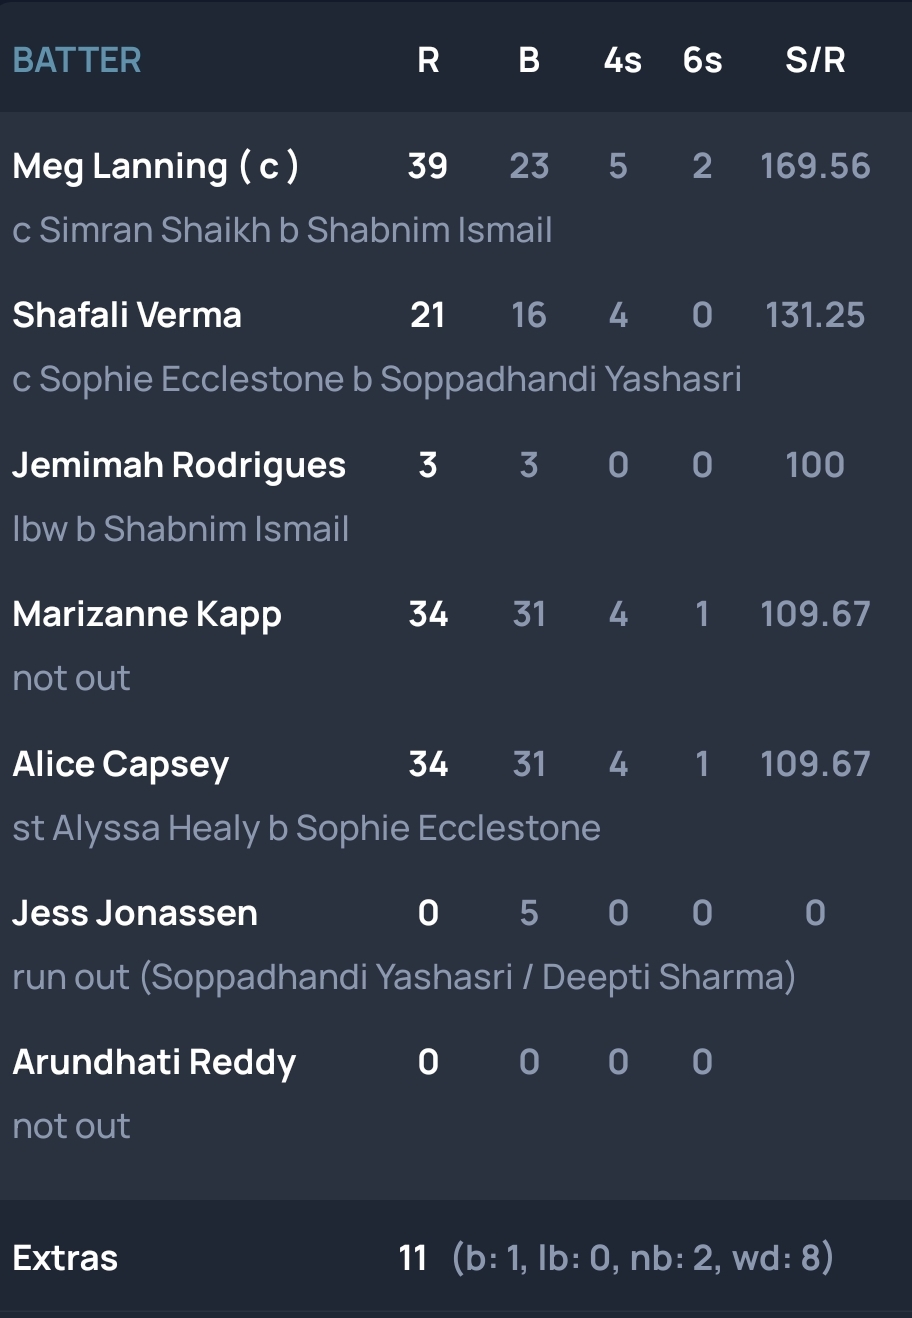 BATTER R B 4s 6s S/R
Meg Lanning ( c ) 39 23 5 2 169.56
c Simran Shaikh b Shabnim Ismail
Shafali Verma 21 16 4 0 131.25
c Sophie Ecclestone b Soppadhandi Yashasri
Jemimah Rodrigues 3 3 0 0 100
lbw b Shabnim Ismail
Marizanne Kapp 34 31 4 1 109.67
not out
Alice Capsey 34 31 4 1 109.67
st Alyssa Healy b Sophie Ecclestone
Jess Jonassen 0 5 0 0 0
run out (Soppadhandi Yashasri / Deepti Sharma)
Arundhati Reddy 0 0 0 0
not out
Extras 11 (b: 1, lb: 0, nb: 2, wd: 8)